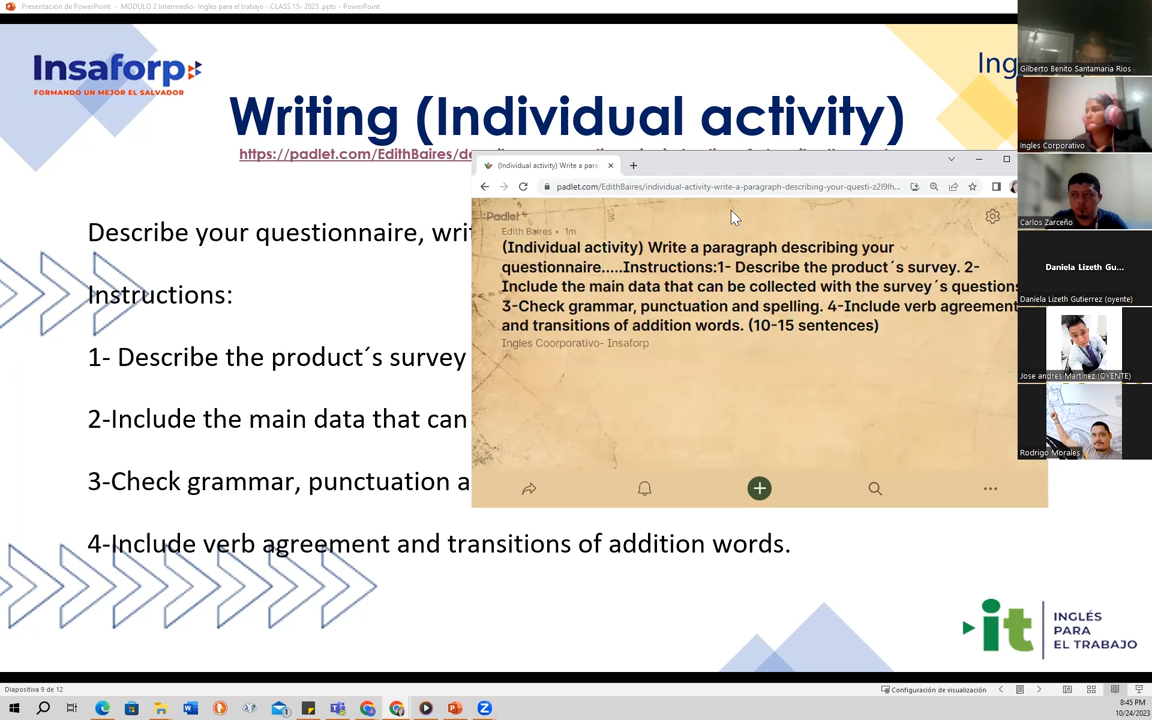 Presentación de PowerPoint - MODULO 2 Intermedio- Ingles para el trabajo - CLASS 15- 2023 .pptx - PowerPoint
Insaforp
FORMANDO UN MEJOR EL SALVADOR
Ing
Writing (Individual activity)
https://padlet.com/EdithBaires/
Describe your questionnaire,
Instructions:
1- Describe the product´s survey
2-Include the main data that can
3-Check grammar, punctuation a
4-Include verb agreement and transitions of addition words.
(Individual activity) Write a para
padlet.com/EdithBaires/individual-activity-write-a-paragraph-describing-your-questi-z2l9lh...
Padlet
Edith Baires • 1m
(Individual activity) Write a paragraph describing your
questionnaire.....Instructions:1- Describe the product´s survey. 2-
Include the main data that can be collected with the survey´s questions
3-Check grammar, punctuation and spelling. 4-Include verb agreement
and transitions of addition words. (10-15 sentences)
Ingles Coorporativo- Insaforp
Gilberto Benito Santamaria Rios
Ingles Corporativo
Carlos Zarceño
Daniela Lizeth Gu...
Daniela Lizeth Gutierrez (oyente)
Jose andres Martinez (OYENTE)
Rodrigo Morales
it
INGLÉS
PARA
EL TRABAJO
Diapositiva 9 de 12
Configuración de visualización
8:45 PM
10/24/2023